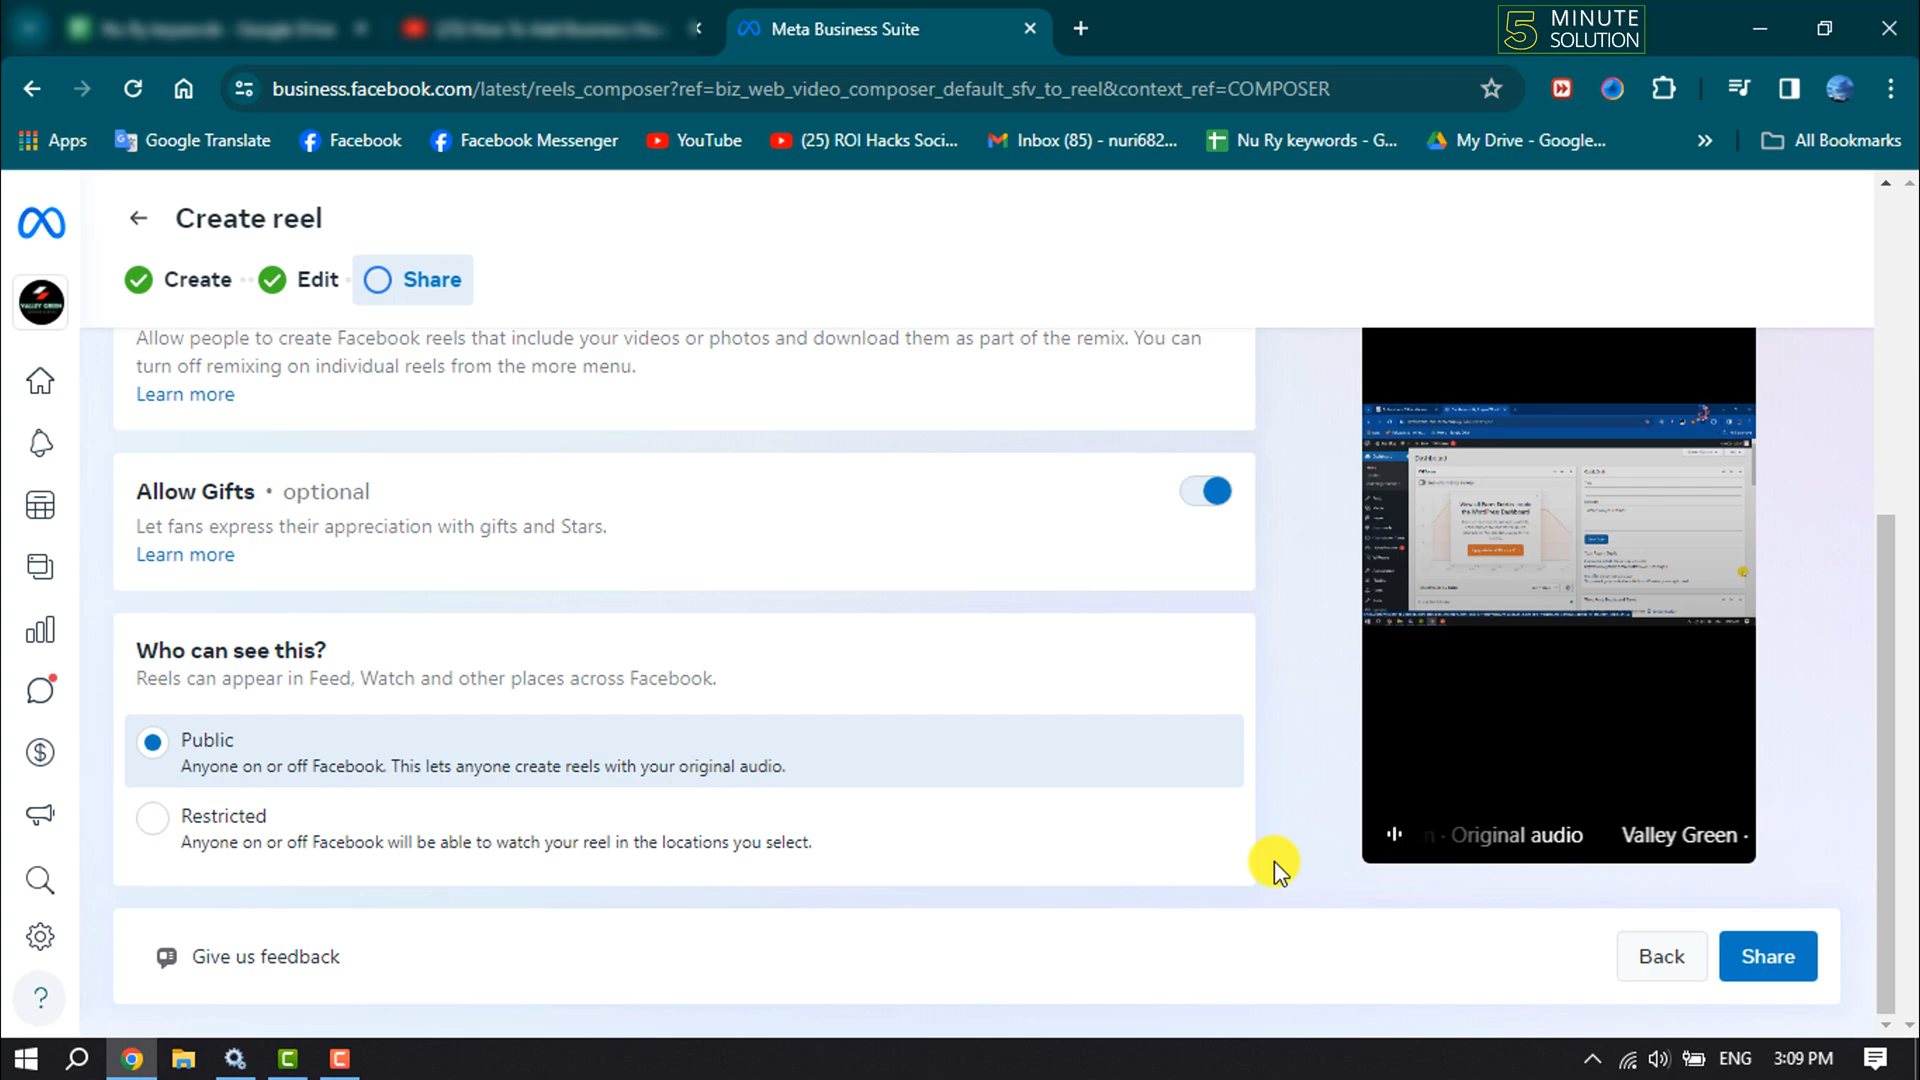 Meta Business Suite
5 MINUTE SOLUTION
business.facebook.com/latest/reels_composer?ref=biz_web_video_composer_default_sfv_to_reel&context_ref=COMPOSER
Apps
Google Translate
Facebook
Facebook Messenger
YouTube
(25) ROI Hacks Soci...
Inbox (85) - nuri682...
Nu Ry keywords - G...
My Drive - Google...
All Bookmarks
Create reel
Create
Edit
Share
VALLEY GREEN
Allow people to create Facebook reels that include your videos or photos and download them as part of the remix. You can
turn off remixing on individual reels from the more menu.
Learn more
Allow Gifts • optional
Let fans express their appreciation with gifts and Stars.
Learn more
Who can see this?
Reels can appear in Feed, Watch and other places across Facebook.
Public
Anyone on or off Facebook. This lets anyone create reels with your original audio.
Restricted
Anyone on or off Facebook will be able to watch your reel in the locations you select.
Dashboard
n · Original audio
Valley Green ·
Give us feedback
Back
Share
ENG
3:09 PM